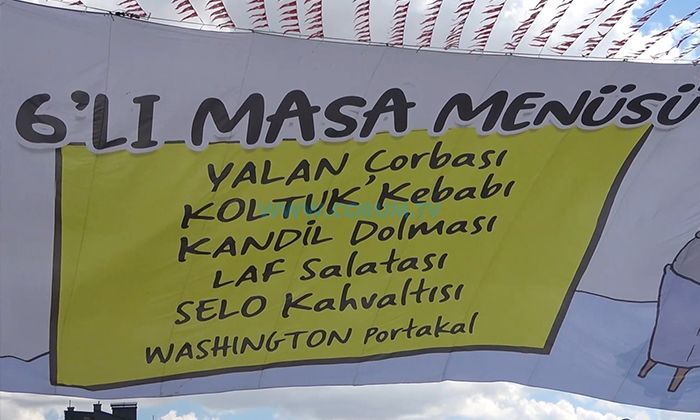 6'LI MASA MENÜSÜ
YALAN Çorbası
KOLTUK Kebabı
KANDİL Dolması
LAF Salatası
SELO Kahvaltısı
WASHINGTON Portakal